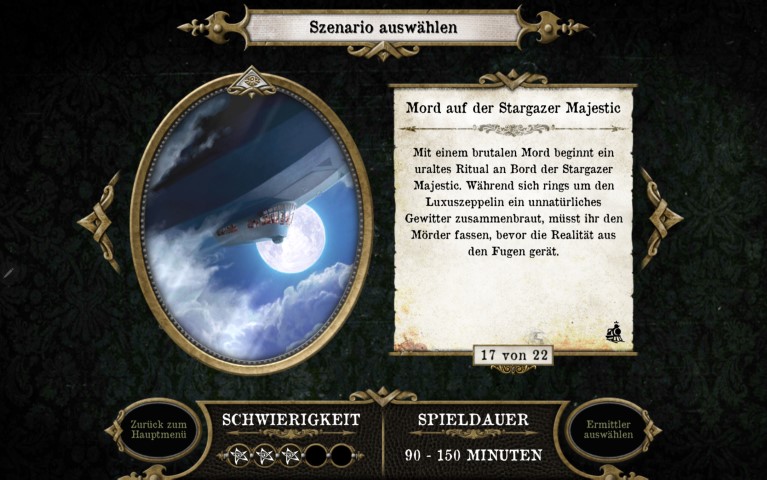 Szenario auswählen
Mord auf der Stargazer Majestic
Mit einem brutalen Mord beginnt ein
uraltes Ritual an Bord der Stargazer
Majestic. Während sich rings um den
Luxuszeppelin ein unnatürliches
Gewitter zusammenbraut, müsst ihr den
Mörder fassen, bevor die Realität aus
den Fugen gerät.
17 von 22
Zurück zum
Hauptmenü
SCHWIERIGKEIT
SPIELDAUER
90 - 150 MINUTEN
Ermittler
auswählen